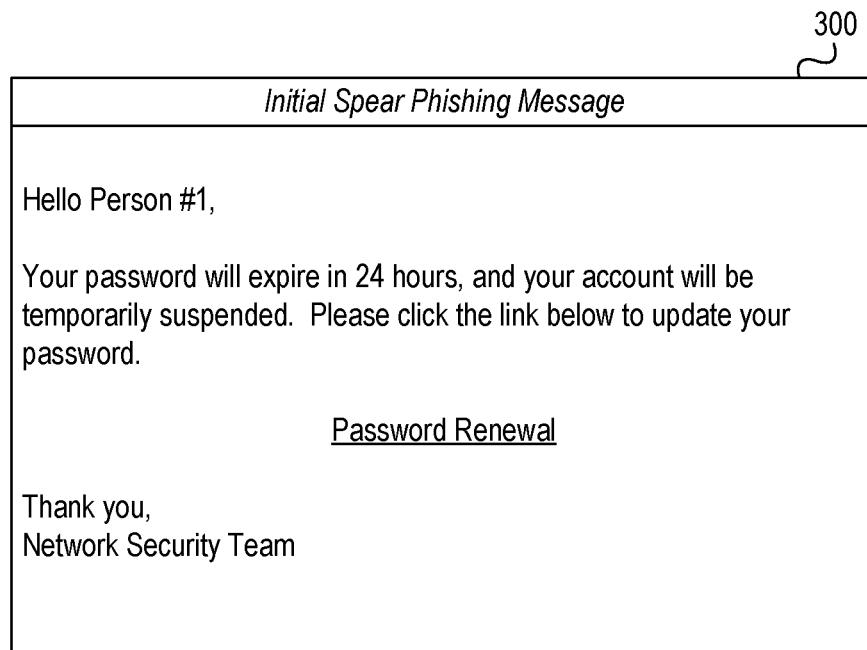 300
Initial Spear Phishing Message
Hello Person #1,
Your password will expire in 24 hours, and your account will be
temporarily suspended.  Please click the link below to update your
password.
Password Renewal
Thank you,
Network Security Team